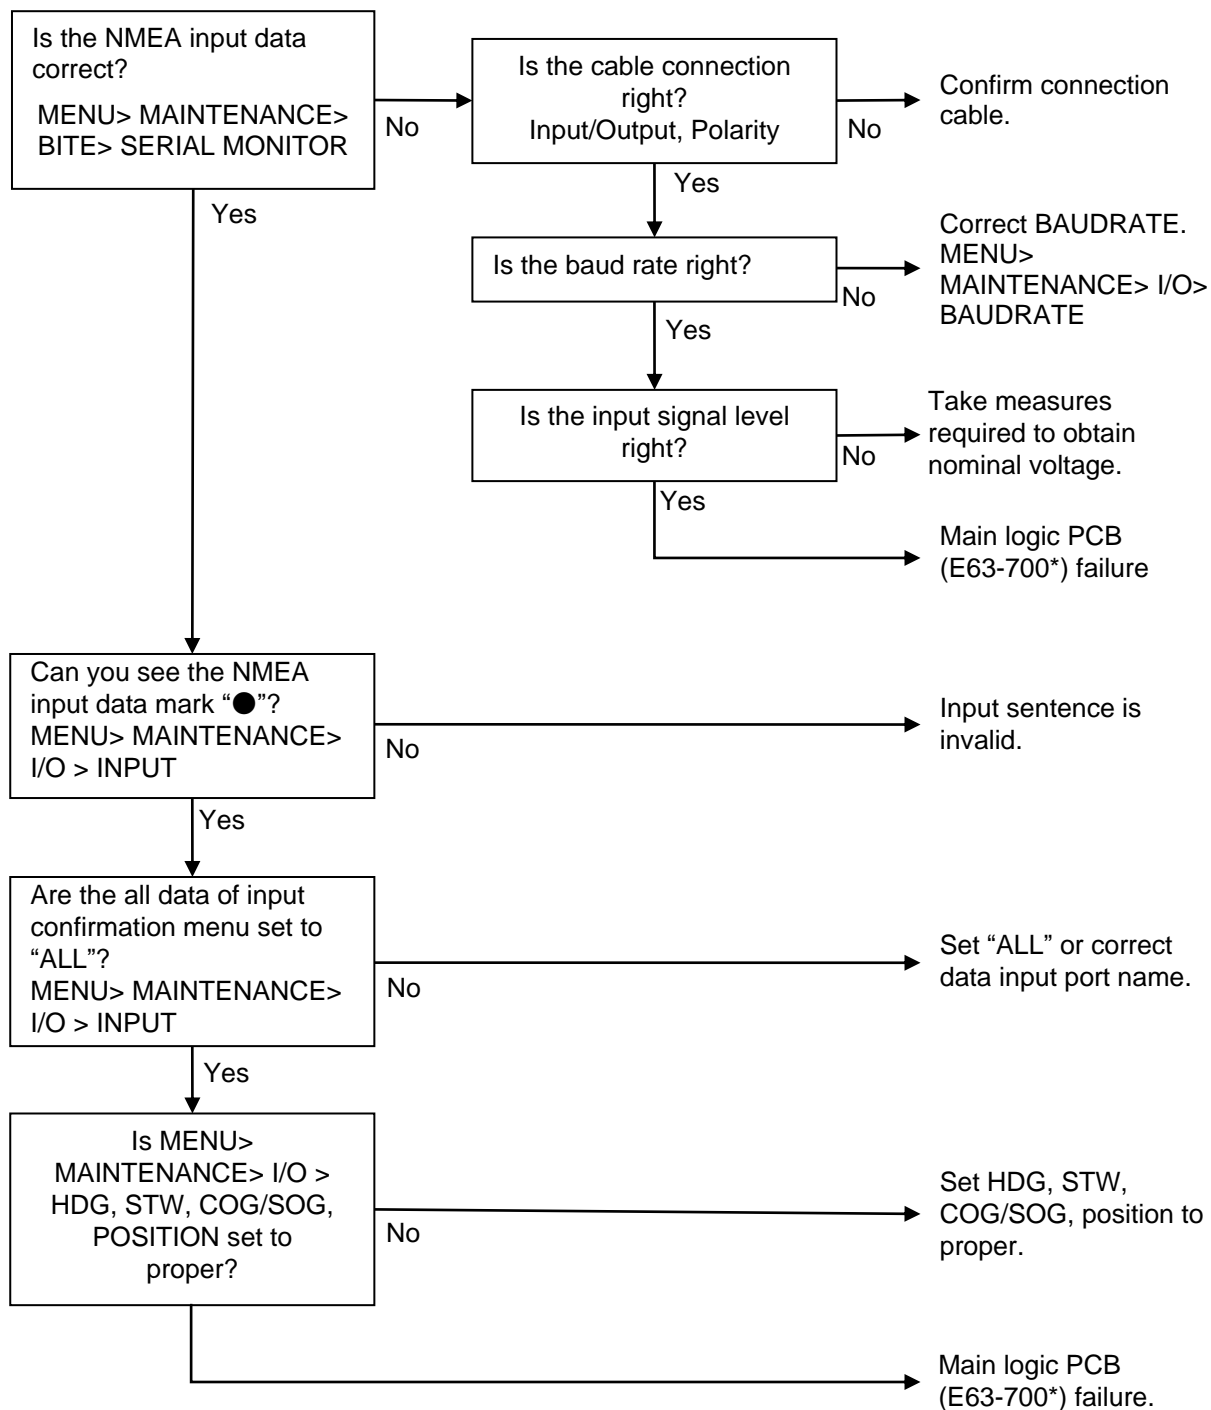 Is the NMEA input data
correct?
MENU> MAINTENANCE>
BITE> SERIAL MONITOR
No
Yes
Is the cable connection
right?
Input/Output, Polarity
No
Yes
Confirm connection
cable.
Is the baud rate right?
No
Yes
Correct BAUDRATE.
MENU>
MAINTENANCE> I/O>
BAUDRATE
Is the input signal level
right?
No
Yes
Take measures
required to obtain
nominal voltage.
Main logic PCB
(E63-700*) failure
Can you see the NMEA
input data mark “●”?
MENU> MAINTENANCE>
I/O > INPUT
No
Yes
Input sentence is
invalid.
Are the all data of input
confirmation menu set to
“ALL”?
MENU> MAINTENANCE>
I/O > INPUT
No
Yes
Set “ALL” or correct
data input port name.
Is MENU>
MAINTENANCE> I/O >
HDG, STW, COG/SOG,
POSITION set to
proper?
No
Set HDG, STW,
COG/SOG, position to
proper.
Main logic PCB
(E63-700*) failure.